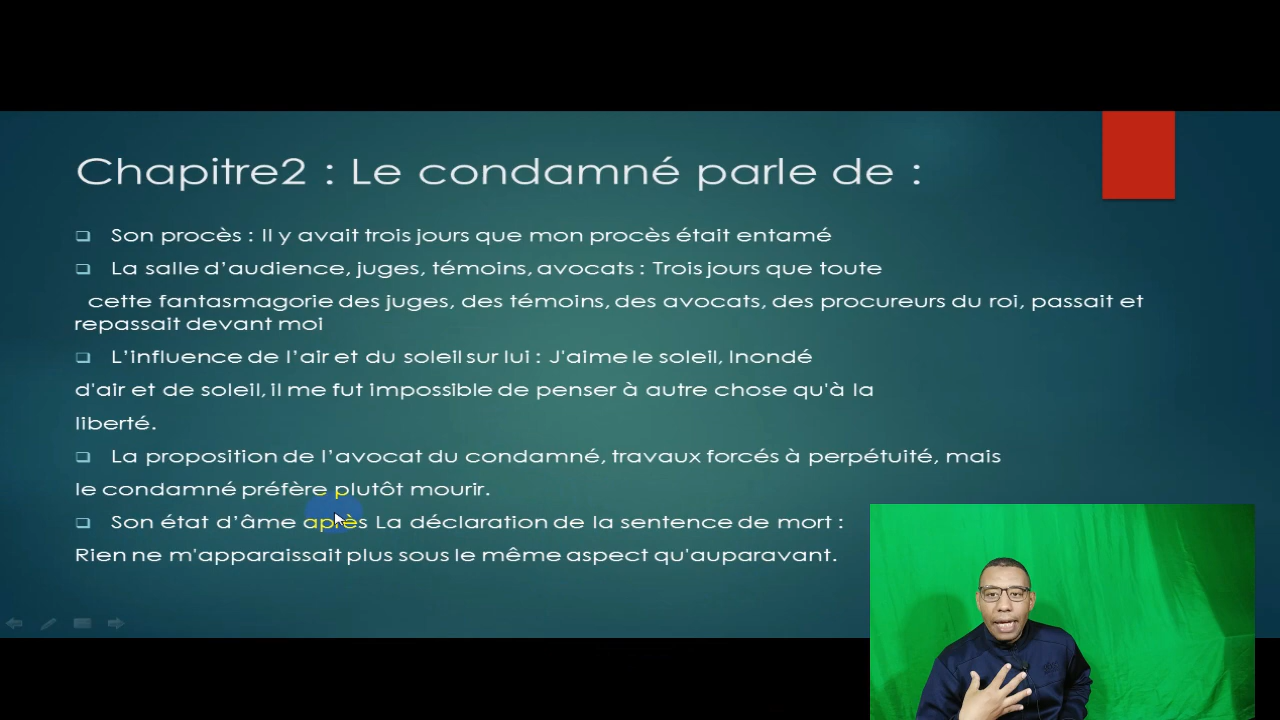 Chapitre2 : Le condamné parle de :
Son procès : Il y avait trois jours que mon procès était entamé
La salle d’audience, juges, témoins, avocats : Trois jours que toute
cette fantasmagorie des juges, des témoins, des avocats, des procureurs du roi, passait et
repassait devant moi
L’influence de l’air et du soleil sur lui : J'aime le soleil, Inondé
d'air et de soleil, il me fut impossible de penser à autre chose qu'à la
liberté.
La proposition de l’avocat du condamné, travaux forcés à perpétuité, mais
le condamné préfère plutôt mourir.
Son état d’âme après La déclaration de la sentence de mort :
Rien ne m'apparaissait plus sous le même aspect qu'auparavant.